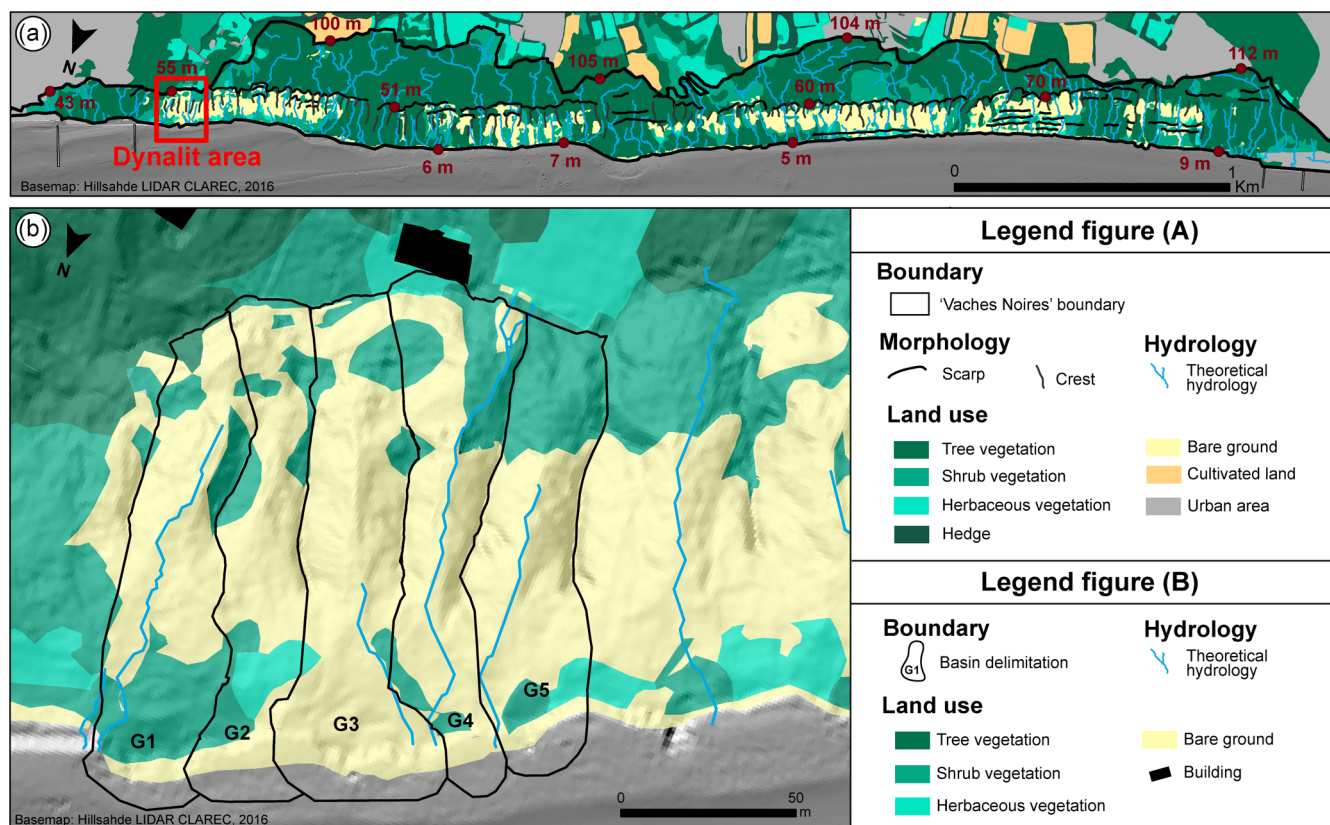 (a)
N
100 m
104 m
112 m
105 m
55 m
70 m
43 m
51 m
60 m
Dynalit area
6 m
7 m
5 m
9 m
0
1
Km
Basemap: Hillsahde LIDAR CLAREC, 2016
(b)
N
G1
G2
G3
G4
G5
0
50
m
Basemap: Hillsahde LIDAR CLAREC, 2016
Legend figure (A)
Boundary
‘Vaches Noires’ boundary
Morphology
Scarp
Crest
Hydrology
Theoretical
hydrology
Land use
Tree vegetation
Shrub vegetation
Herbaceous vegetation
Hedge
Bare ground
Cultivated land
Urban area
Legend figure (B)
Boundary
G1
Basin delimitation
Hydrology
Theoretical
hydrology
Land use
Tree vegetation
Shrub vegetation
Herbaceous vegetation
Bare ground
Building